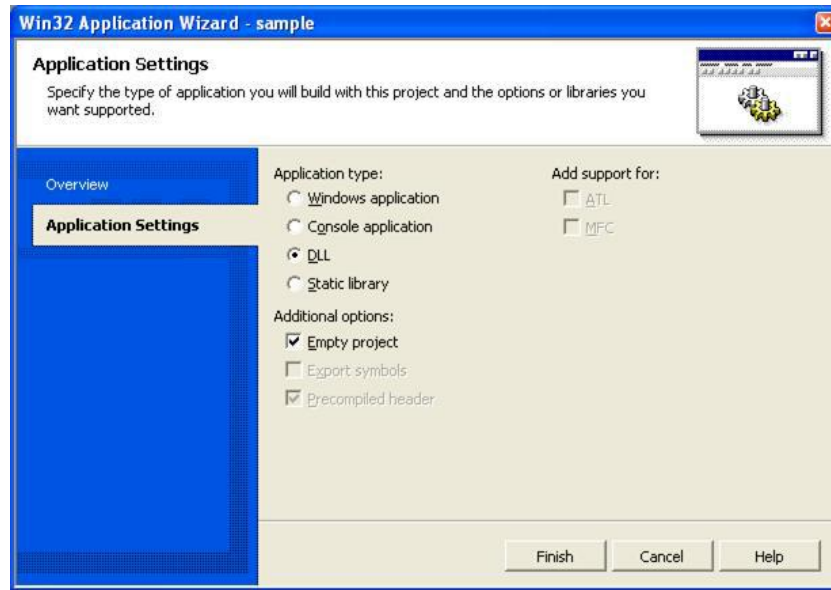 Win32 Application Wizard - sample
Application Settings
Specify the type of application you will build with this project and the options or libraries you
want supported.
Overview
Application Settings
Application type:
Windows application
Console application
DLL
Static library
Additional options:
Empty project
Export symbols
Precompiled header
Add support for:
ATL
MFC
Finish
Cancel
Help